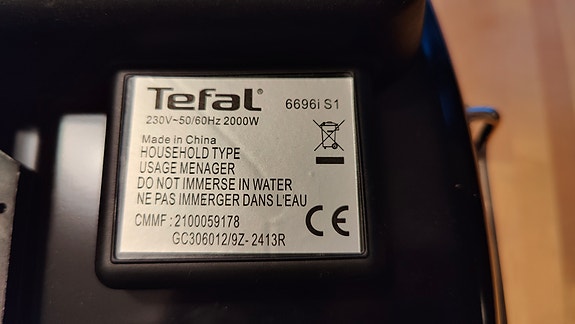 Tefal® 6696i S1
230V~50/60Hz 2000W
Made in China
HOUSEHOLD TYPE
USAGE MENAGER
DO NOT IMMERSE IN WATER
NE PAS IMMERGER DANS L'EAU
CMMF : 2100059178
GC306012/9Z- 2413R
CE